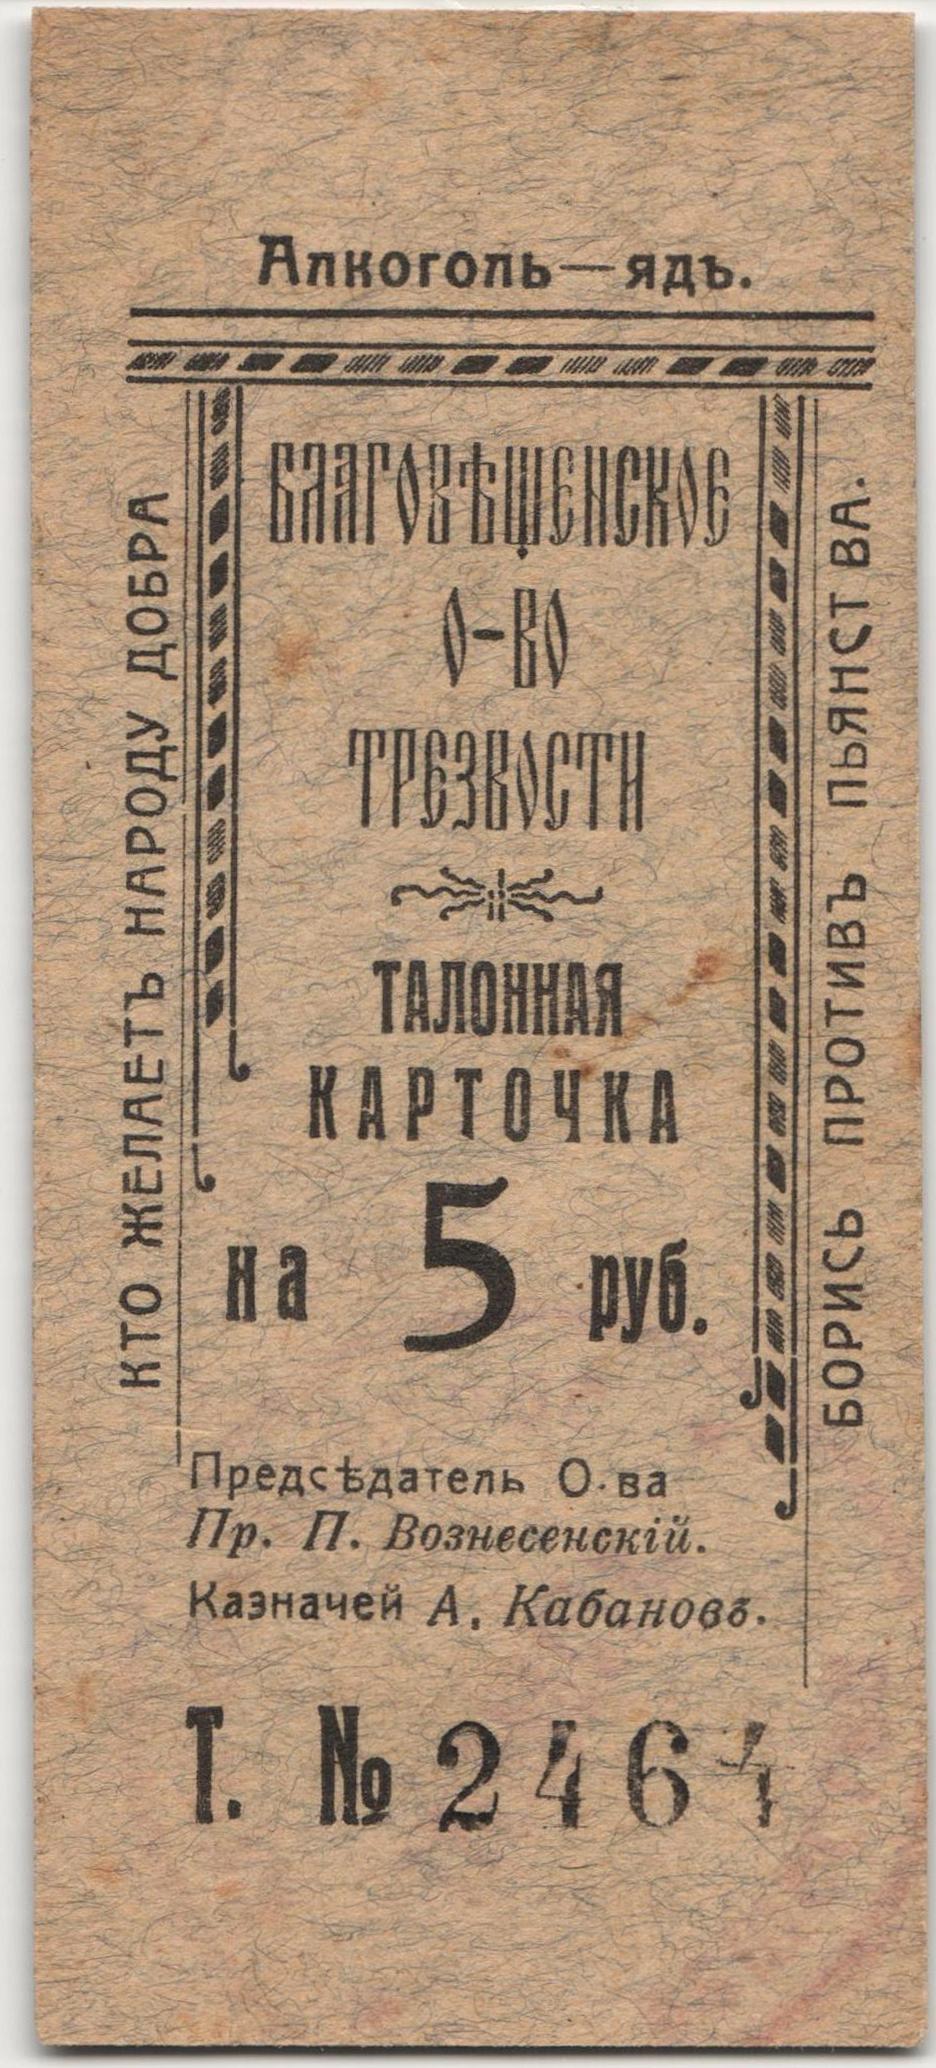 Алкоголь — ядъ.
КТО ЖЕЛАЕТЪ НАРОДУ ДОБРА
БЛАГОВѢЩЕНСКОЕ
О-ВО
ТРЕЗВОСТИ
ТАЛОННАЯ
КАРТОЧКА
на 5 руб.
БОРИСЬ ПРОТИВЪ ПЬЯНСТВА.
Предсѣдатель О-ва
Пр. П. Вознесенскій.
Казначей А. Кабановъ.
Т. № 2464